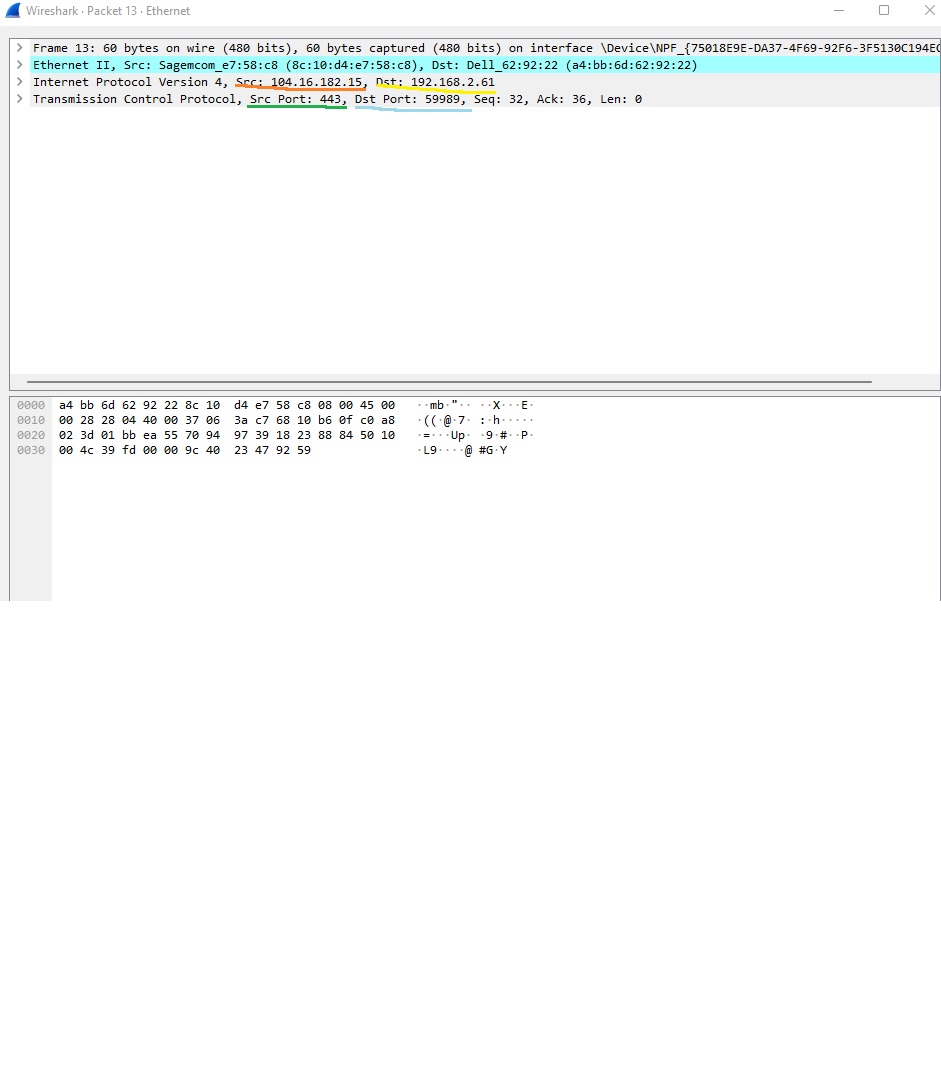 Wireshark · Packet 13 · Ethernet
Frame 13: 60 bytes on wire (480 bits), 60 bytes captured (480 bits) on interface \Device\NPF_{75018E9E-DA37-4F69-92F6-3F5130C194EC
Ethernet II, Src: Sagemcom_e7:58:c8 (8c:10:d4:e7:58:c8), Dst: Dell_62:92:22 (a4:bb:6d:62:92:22)
Internet Protocol Version 4, Src: 104.16.182.15, Dst: 192.168.2.61
Transmission Control Protocol, Src Port: 443, Dst Port: 59989, Seq: 32, Ack: 36, Len: 0
0000 a4 bb 6d 62 92 22 8c 10 d4 e7 58 c8 08 00 45 00 ··mb·"·· ··X···E·
0010 00 28 28 04 40 00 37 06 3a c7 68 10 b6 0f c0 a8 ·((·@·7· :·h·····
0020 02 3d 01 bb ea 55 70 94 97 39 18 23 88 84 50 10 ·=···Up· ·9·#··P·
0030 00 4c 39 fd 00 00 9c 40 23 47 92 59 ·L9····@ #G·Y